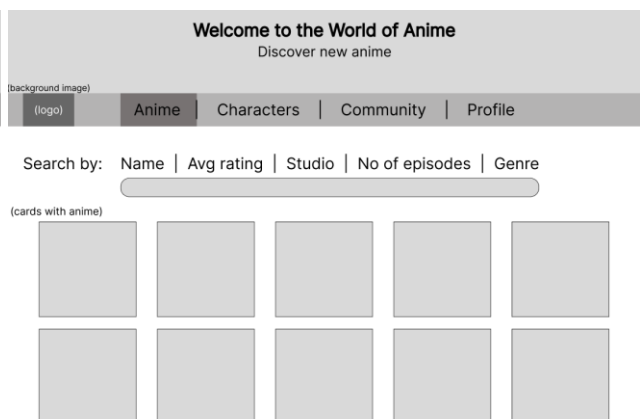 Welcome to the World of Anime
Discover new anime
(background image)
(logo) Anime | Characters | Community | Profile
Search by: Name | Avg rating | Studio | No of episodes | Genre
(cards with anime)